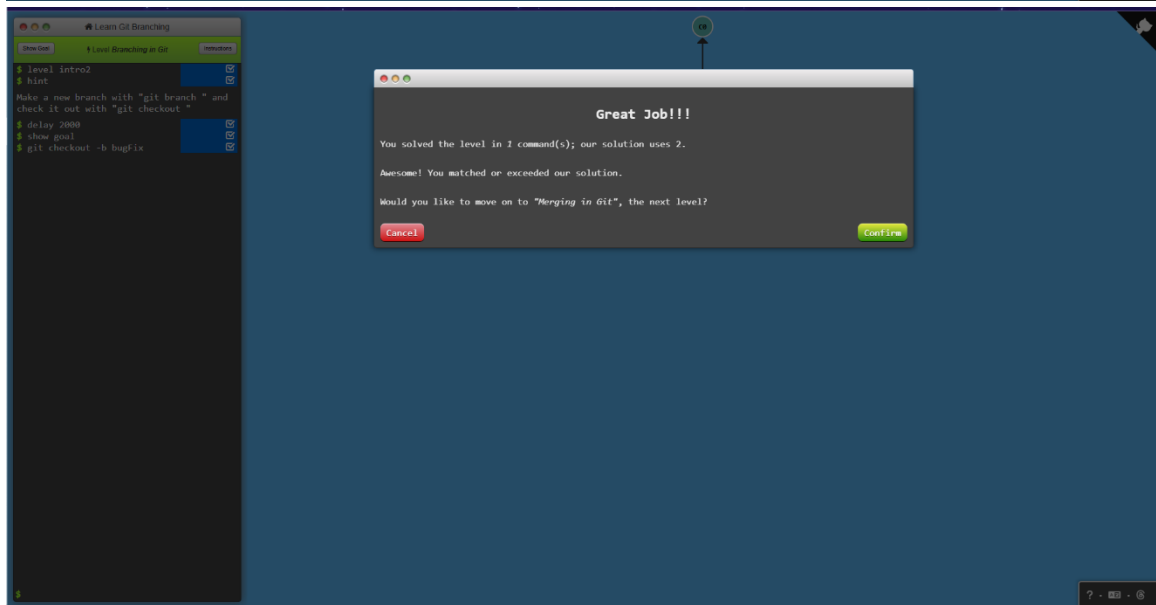 Learn Git Branching
Show Goal
Level Branching in Git
Instructions
$ level intro2
$ hint
Make a new branch with "git branch " and
check it out with "git checkout "
$ delay 2000
$ show goal
$ git checkout -b bugFix
$
C0
Great Job!!!
You solved the level in 1 command(s); our solution uses 2.
Awesome! You matched or exceeded our solution.
Would you like to move on to "Merging in Git", the next level?
Cancel
Confirm
?